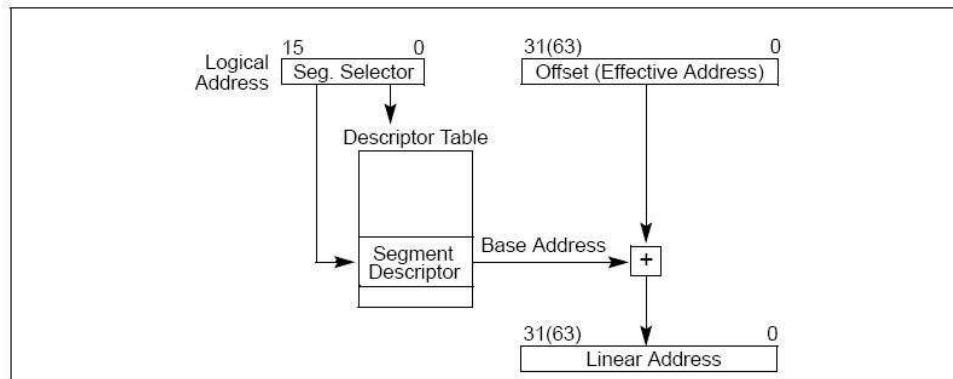 15 0
31(63) 0
Logical
Address
Seg. Selector
Offset (Effective Address)
Descriptor Table
Segment
Descriptor
Base Address
+
31(63) 0
Linear Address